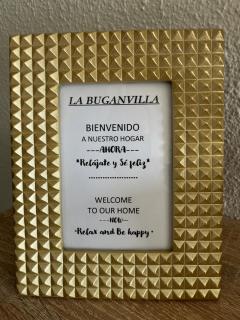 LA BUGANVILLA
BIENVENIDO
A NUESTRO HOGAR
---AHORA---
*Relájate y Sé feliz*
......................
WELCOME
TO OUR HOME
---NOW---
·Relax and Be happy·